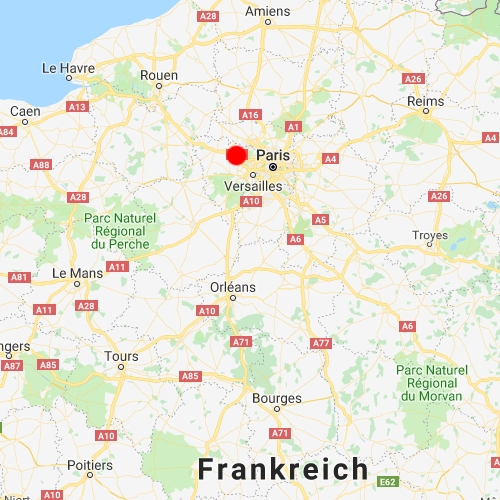 A28
Amiens
Le Havre
Rouen
A26
Reims
A13
Caen
A16
A1
A84
A4
Paris
A4
A88
Versailles
A28
A10
A26
Parc Naturel
Régional
du Perche
A5
Troyes
A6
A11
Le Mans
A81
Orléans
A28
A11
A10
A6
A71
A77
ngers
Tours
A87
A85
A85
Parc Naturel
Régional
du Morvan
Bourges
A10
A71
Poitiers
Frankreich
E62
Niort